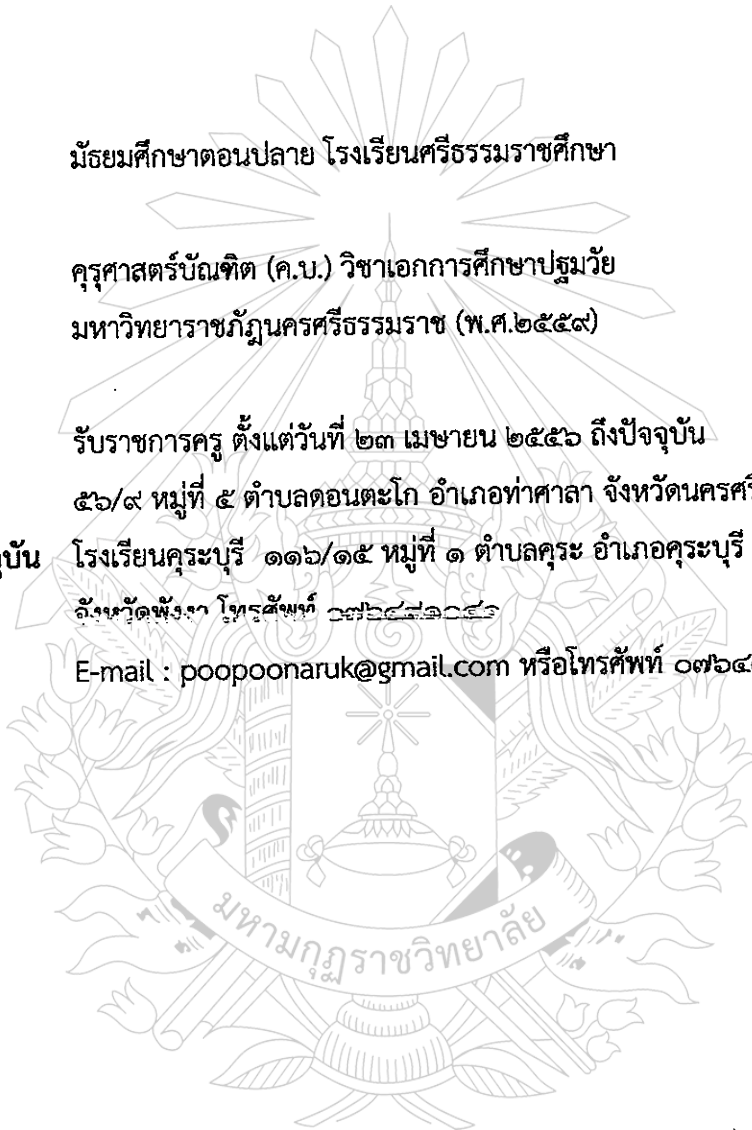 มัธยมศึกษาตอนปลาย โรงเรียนศรีธรรมราชศึกษา
คุรุศาสตร์บัณฑิต (ค.บ.) วิชาเอกการศึกษาปฐมวัย
มหาวิทยาราชภัฏนครศรีธรรมราช (พ.ศ.๒๕๕๙)
รับราชการครู ตั้งแต่วันที่ ๒๓ เมษายน ๒๕๕๖ ถึงปัจจุบัน
๕๖/๙ หมู่ที่ ๕ ตำบลดอนตะโก อำเภอท่าศาลา จังหวัดนครศรี
โรงเรียนคุระบุรี ๑๑๖/๑๕ หมู่ที่ ๑ ตำบลคุระ อำเภอคุระบุรี
จังหวัดพังงา โทรศัพท์
E-mail : poopoonaruk@gmail.com หรือโทรศัพท์ ๐๗๖๔
มหามกุฏราชวิทยาลัย